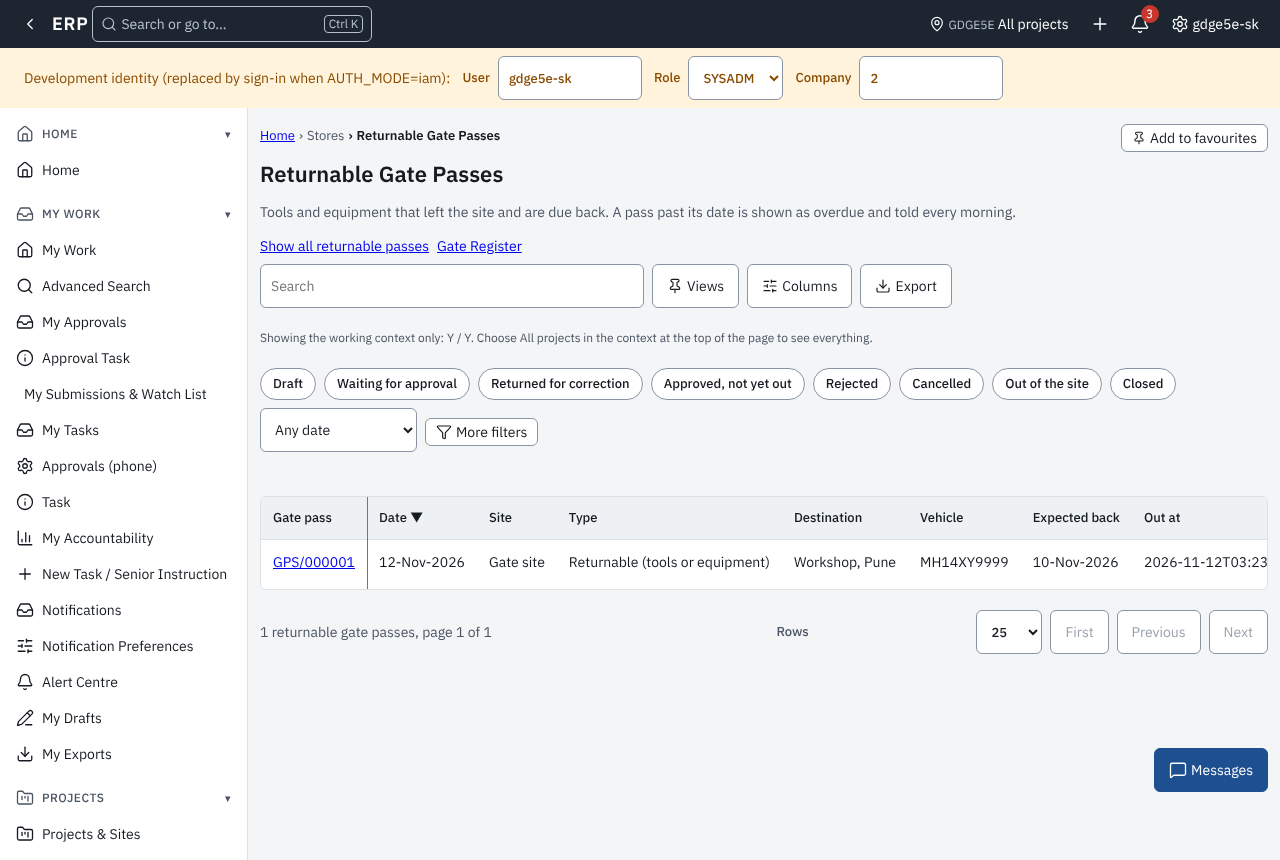 ERP
Search or go to...
Ctrl K
GDGE5E All projects
3
gdge5e-sk
Development identity (replaced by sign-in when AUTH_MODE=iam): User gdge5e-sk Role SYSADM Company 2
HOME
Home
MY WORK
My Work
Advanced Search
My Approvals
Approval Task
My Submissions & Watch List
My Tasks
Approvals (phone)
Task
My Accountability
New Task / Senior Instruction
Notifications
Notification Preferences
Alert Centre
My Drafts
My Exports
PROJECTS
Projects & Sites
Home › Stores › Returnable Gate Passes
Add to favourites
Returnable Gate Passes
Tools and equipment that left the site and are due back. A pass past its date is shown as overdue and told every morning.
Show all returnable passes Gate Register
Search
Views
Columns
Export
Showing the working context only: Y / Y. Choose All projects in the context at the top of the page to see everything.
Draft Waiting for approval Returned for correction Approved, not yet out Rejected Cancelled Out of the site Closed
Any date
More filters
Gate pass Date ▼ Site Type Destination Vehicle Expected back Out at
GPS/000001 12-Nov-2026 Gate site Returnable (tools or equipment) Workshop, Pune MH14XY9999 10-Nov-2026 2026-11-12T03:23
1 returnable gate passes, page 1 of 1
Rows 25 First Previous Next
Messages